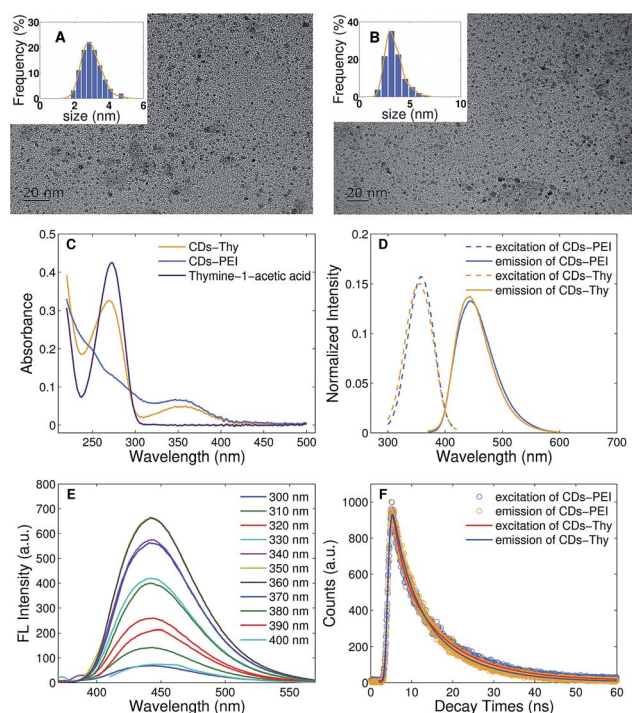 A
Frequency (%)
40
30
20
10
0
0 2 4 6
size (nm)
20 nm
B
Frequency (%)
40
20
0
0 5 10
size (nm)
20 nm
C
CDs-Thy
CDs-PEI
Thymine-1-acetic acid
Absorbance
0.5
0.4
0.3
0.2
0.1
0
250 300 350 400 450 500
Wavelength (nm)
D
excitation of CDs-PEI
emission of CDs-PEI
excitation of CDs-Thy
emission of CDs-Thy
Normalized Intensity
0.2
0.15
0.1
0.05
0
300 400 500 600 700
Wavelength (nm)
E
300 nm
310 nm
320 nm
330 nm
340 nm
350 nm
360 nm
370 nm
380 nm
390 nm
400 nm
FL Intensity (a.u.)
800
700
600
500
400
300
200
100
0
400 450 500 550
Wavelength (nm)
F
excitation of CDs-PEI
emission of CDs-PEI
excitation of CDs-Thy
emission of CDs-Thy
Counts (a.u.)
1000
800
600
400
200
0
0 10 20 30 40 50 60
Decay Times (ns)